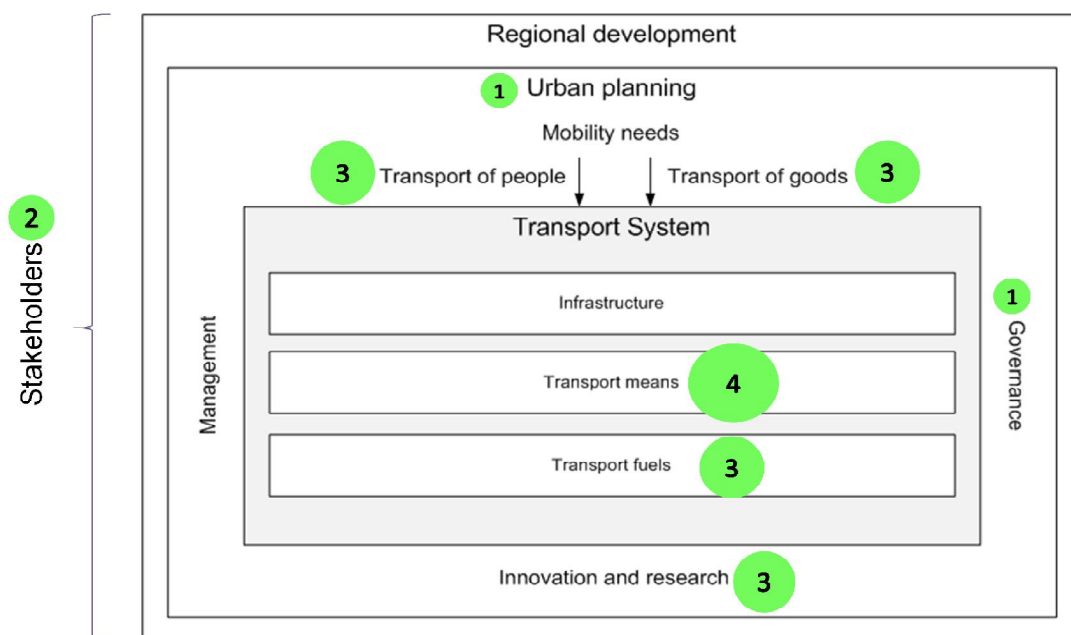 Regional development
1 Urban planning
Mobility needs
3 Transport of people
Transport of goods 3
2
Stakeholders
Transport System
Infrastructure
1
Governance
Management
Transport means 4
Transport fuels 3
Innovation and research 3